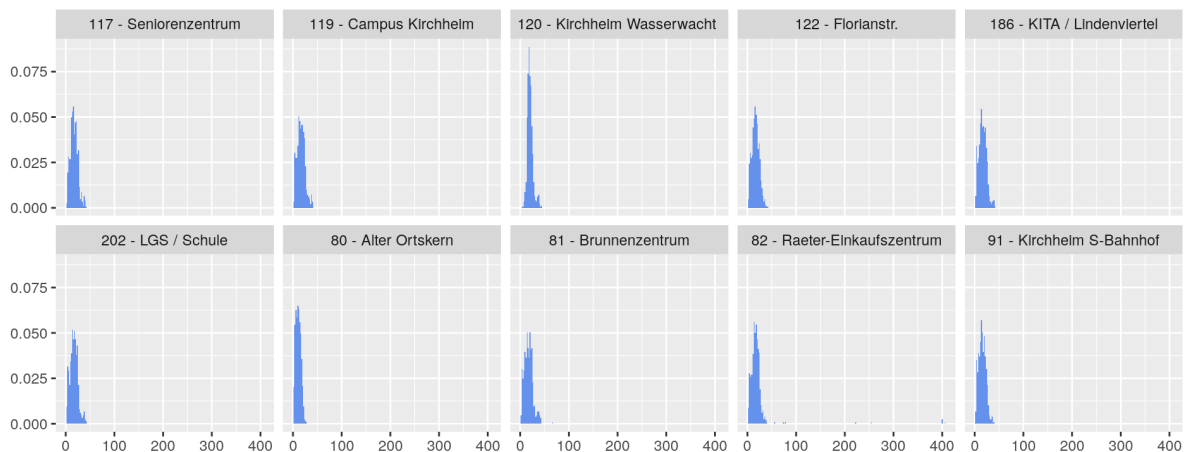 117 - Seniorenzentrum 119 - Campus Kirchheim 120 - Kirchheim Wasserwacht 122 - Florianstr. 186 - KITA / Lindenviertel
0.075
0.050
0.025
0.000
202 - LGS / Schule 80 - Alter Ortskern 81 - Brunnenzentrum 82 - Raeter-Einkaufszentrum 91 - Kirchheim S-Bahnhof
0.075
0.050
0.025
0.000
0 100 200 300 400 0 100 200 300 400 0 100 200 300 400 0 100 200 300 400 0 100 200 300 400